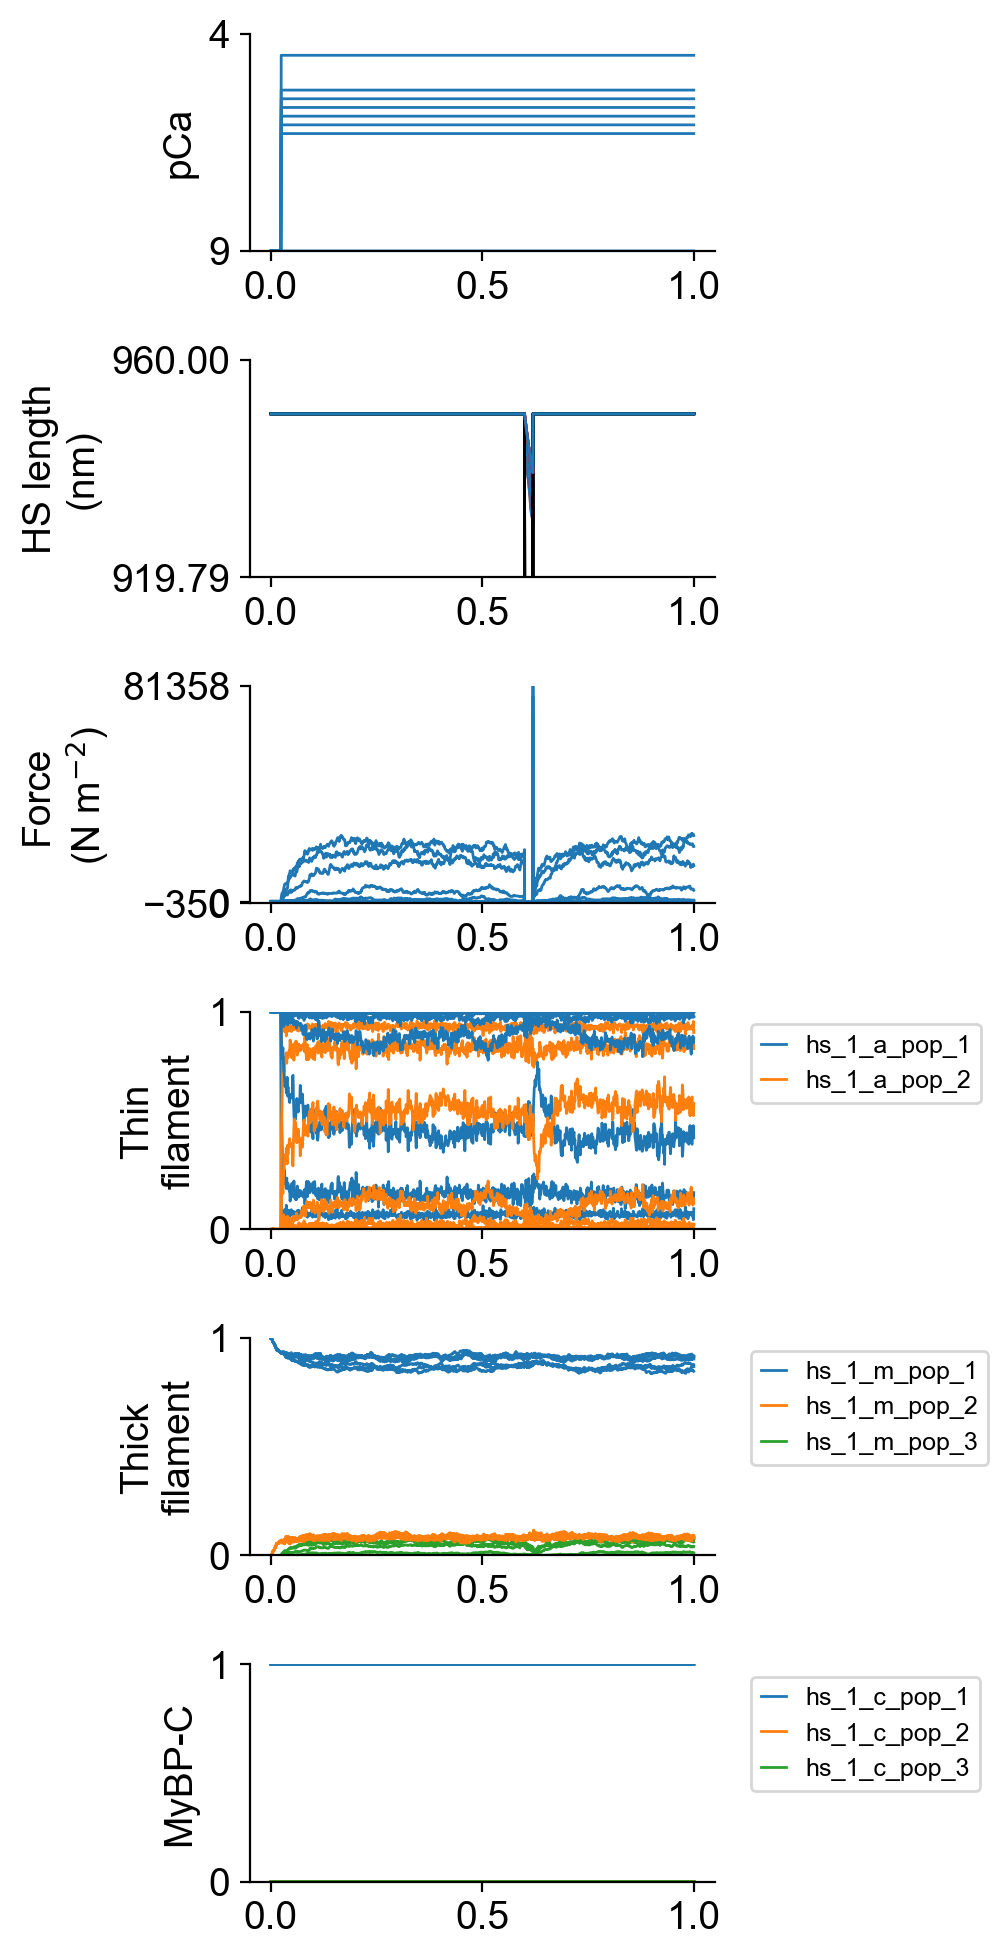 4
pCa
9
0.0 0.5 1.0
960.00
HS length
(nm)
919.79
0.0 0.5 1.0
81358
Force
(N m⁻²)
0
−350
0.0 0.5 1.0
1
Thin
filament
0
0.0 0.5 1.0
hs_1_a_pop_1
hs_1_a_pop_2
1
Thick
filament
0
0.0 0.5 1.0
hs_1_m_pop_1
hs_1_m_pop_2
hs_1_m_pop_3
1
MyBP-C
0
0.0 0.5 1.0
hs_1_c_pop_1
hs_1_c_pop_2
hs_1_c_pop_3